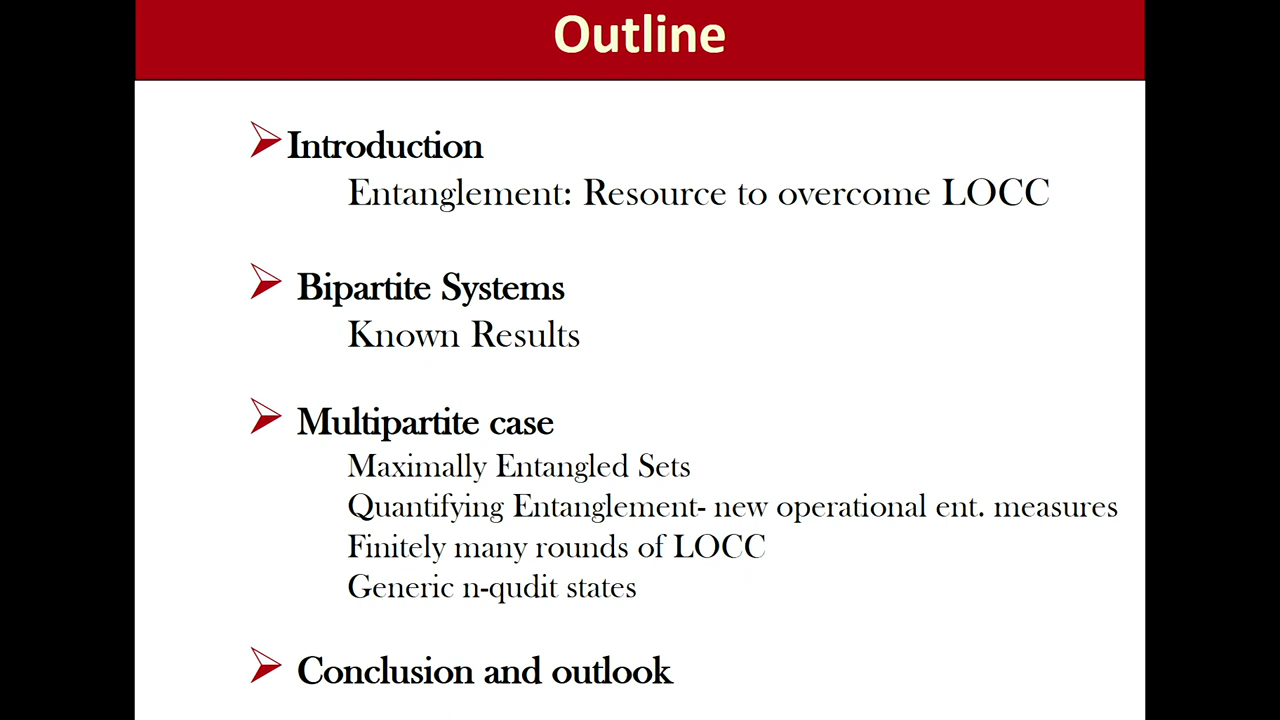 Outline
Introduction
Entanglement: Resource to overcome LOCC
Bipartite Systems
Known Results
Multipartite case
Maximally Entangled Sets
Quantifying Entanglement- new operational ent. measures
Finitely many rounds of LOCC
Generic n-qudit states
Conclusion and outlook